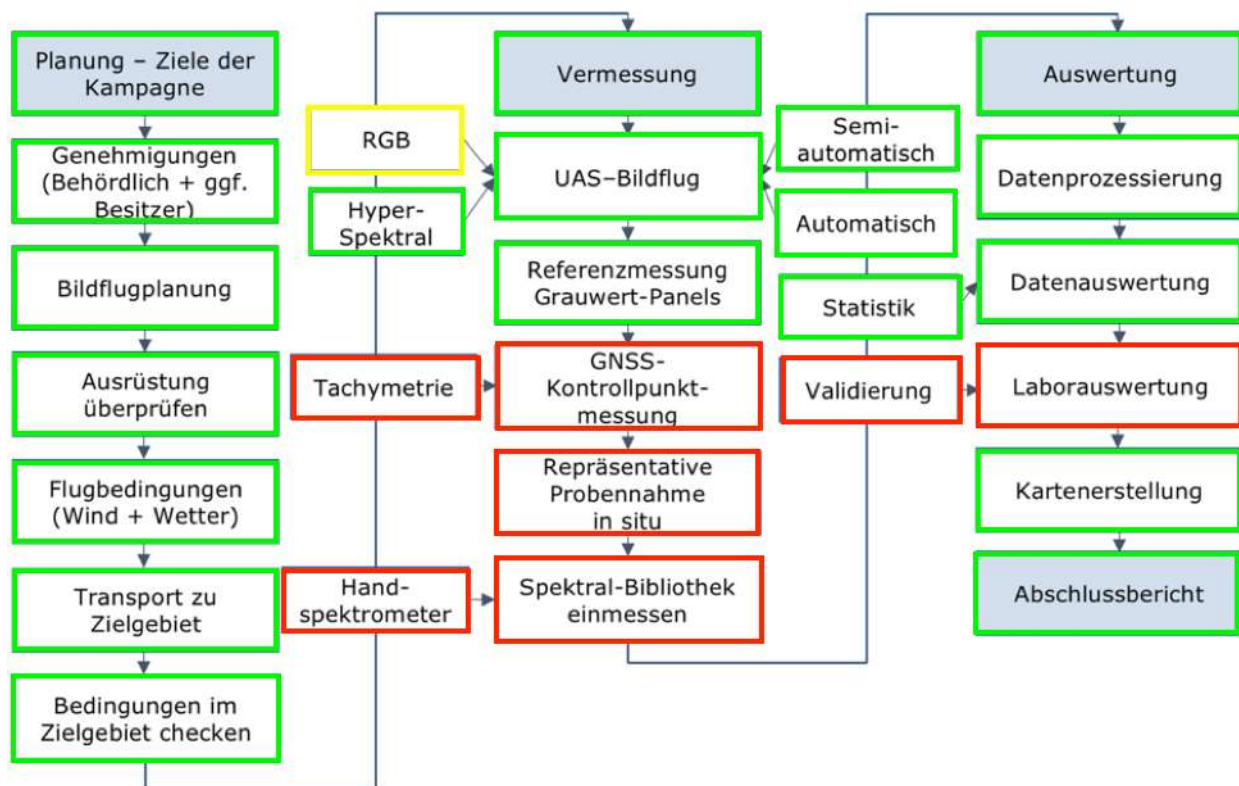 Planung – Ziele der
Kampagne
Genehmigungen
(Behördlich + ggf.
Besitzer)
Bildflugplanung
Ausrüstung
überprüfen
Flugbedingungen
(Wind + Wetter)
Transport zu
Zielgebiet
Bedingungen im
Zielgebiet checken
RGB
Hyper-
Spektral
Tachymetrie
Hand-
spektrometer
Vermessung
UAS–Bildflug
Referenzmessung
Grauwert-Panels
GNSS-
Kontrollpunkt-
messung
Repräsentative
Probennahme
in situ
Spektral-Bibliothek
einmessen
Semi-
automatisch
Automatisch
Statistik
Validierung
Auswertung
Datenprozessierung
Datenauswertung
Laborauswertung
Kartenerstellung
Abschlussbericht